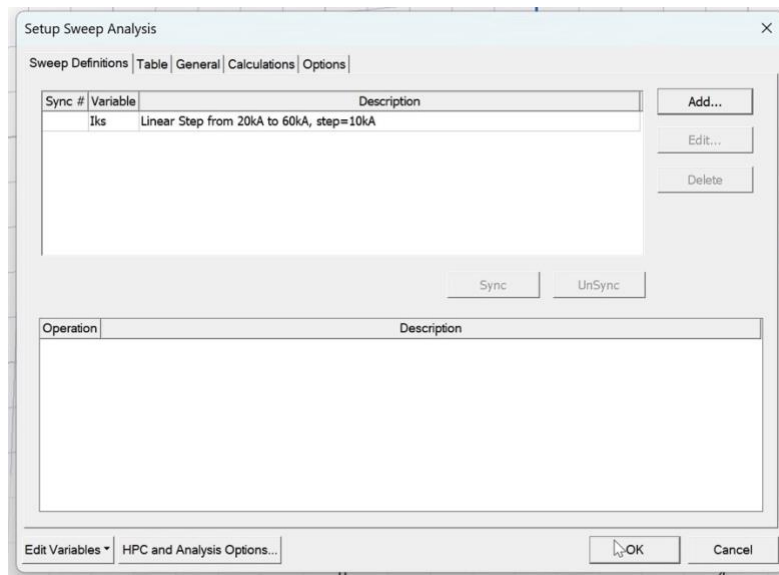 Setup Sweep Analysis
Sweep Definitions Table General Calculations Options
Sync # Variable Description
Iks Linear Step from 20kA to 60kA, step=10kA
Add...
Edit...
Delete
Sync UnSync
Operation Description
Edit Variables HPC and Analysis Options... OK Cancel